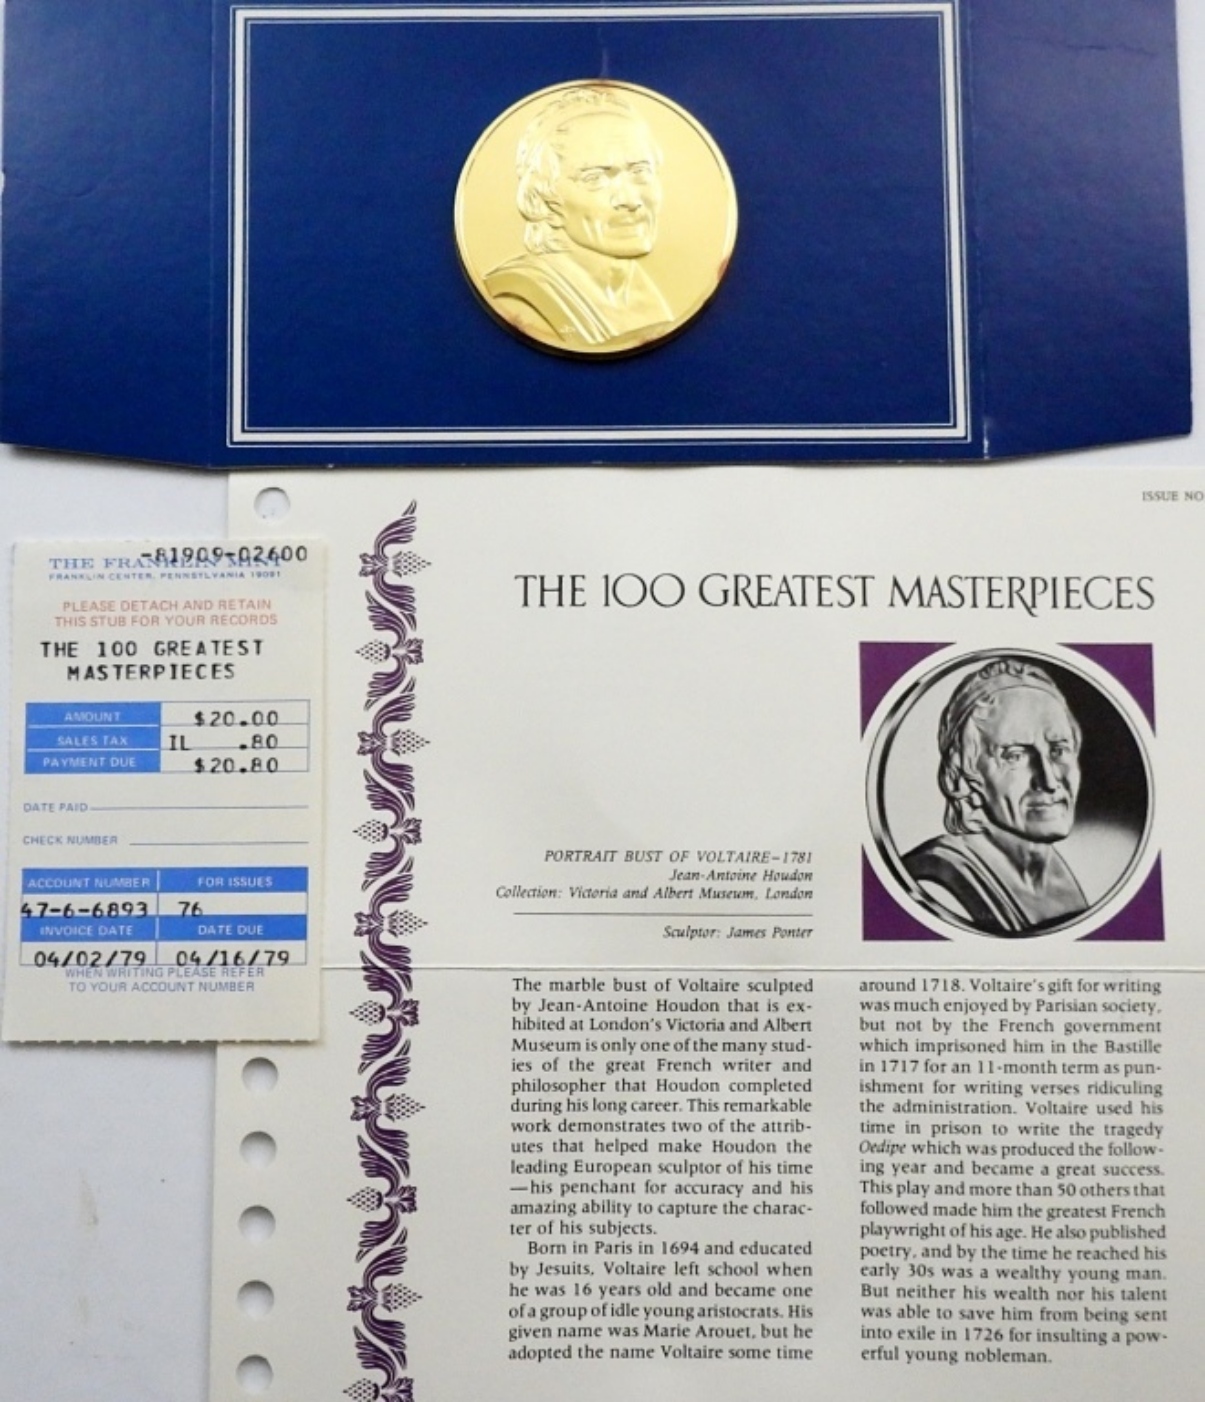 ISSUE NO
-81909-02600
THE FRANKLIN MINT
FRANKLIN CENTER, PENNSYLVANIA 19091
PLEASE DETACH AND RETAIN
THIS STUB FOR YOUR RECORDS
THE 100 GREATEST
MASTERPIECES
AMOUNT $20.00
SALES TAX IL .80
PAYMENT DUE $20.80
DATE PAID
CHECK NUMBER
ACCOUNT NUMBER FOR ISSUES
47-6-6893 76
INVOICE DATE DATE DUE
04/02/79 04/16/79
WHEN WRITING PLEASE REFER
TO YOUR ACCOUNT NUMBER
THE 100 GREATEST MASTERPIECES
PORTRAIT BUST OF VOLTAIRE–1781
Jean-Antoine Houdon
Collection: Victoria and Albert Museum, London
Sculptor: James Ponter
The marble bust of Voltaire sculpted
by Jean-Antoine Houdon that is ex-
hibited at London's Victoria and Albert
Museum is only one of the many stud-
ies of the great French writer and
philosopher that Houdon completed
during his long career. This remarkable
work demonstrates two of the attrib-
utes that helped make Houdon the
leading European sculptor of his time
—his penchant for accuracy and his
amazing ability to capture the charac-
ter of his subjects.
Born in Paris in 1694 and educated
by Jesuits, Voltaire left school when
he was 16 years old and became one
of a group of idle young aristocrats. His
given name was Marie Arouet, but he
adopted the name Voltaire some time
around 1718. Voltaire's gift for writing
was much enjoyed by Parisian society,
but not by the French government
which imprisoned him in the Bastille
in 1717 for an 11-month term as pun-
ishment for writing verses ridiculing
the administration. Voltaire used his
time in prison to write the tragedy
Oedipe which was produced the follow-
ing year and became a great success.
This play and more than 50 others that
followed made him the greatest French
playwright of his age. He also published
poetry, and by the time he reached his
early 30s was a wealthy young man.
But neither his wealth nor his talent
was able to save him from being sent
into exile in 1726 for insulting a pow-
erful young nobleman.